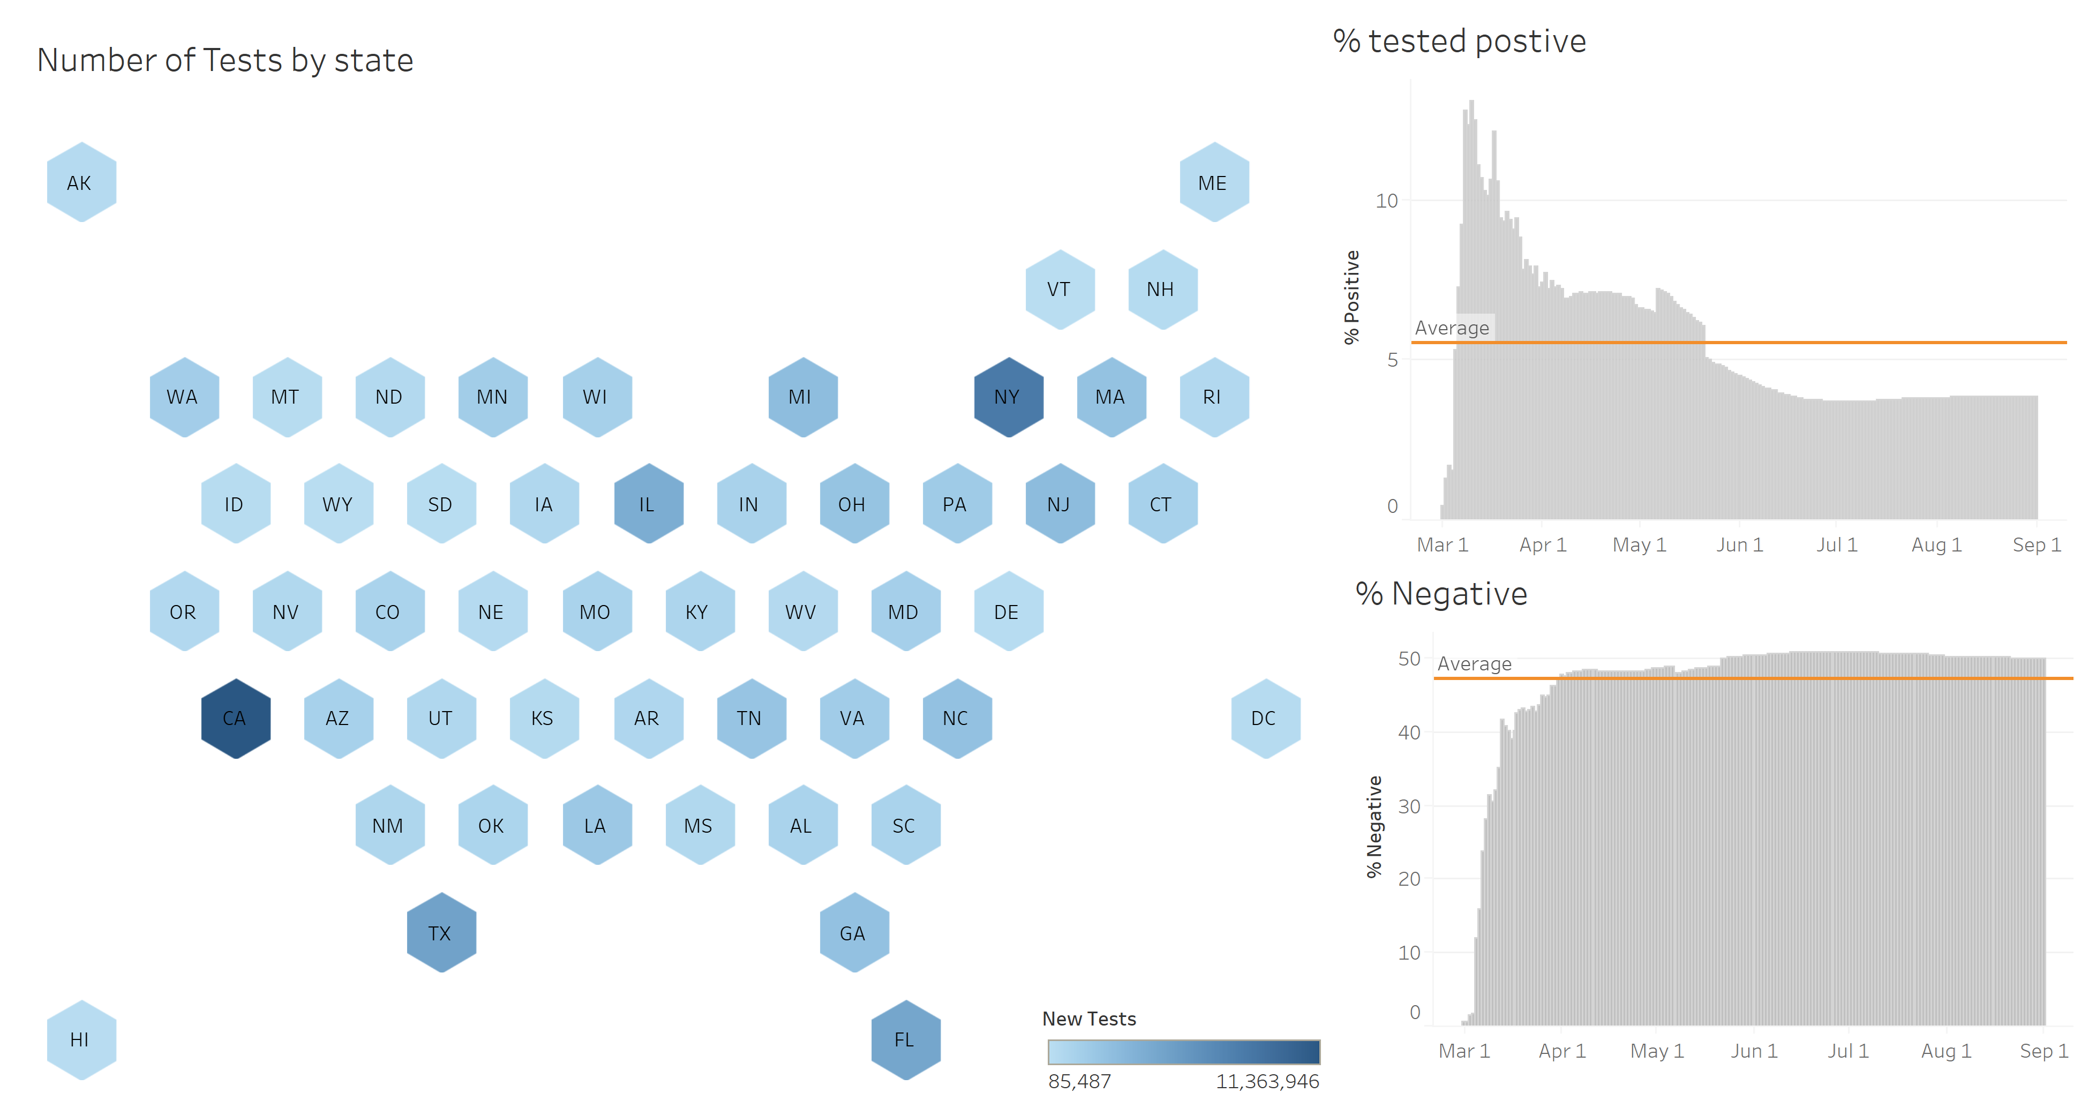 Number of Tests by state
AK
ME
VT
NH
WA
MT
ND
MN
WI
MI
NY
MA
RI
ID
WY
SD
IA
IL
IN
OH
PA
NJ
CT
OR
NV
CO
NE
MO
KY
WV
MD
DE
CA
AZ
UT
KS
AR
TN
VA
NC
DC
NM
OK
LA
MS
AL
SC
TX
GA
HI
FL
New Tests
85,487
11,363,946
% tested postive
% Positive
10
Average
5
0
Mar 1
Apr 1
May 1
Jun 1
Jul 1
Aug 1
Sep 1
% Negative
% Negative
50
Average
40
30
20
10
0
Mar 1
Apr 1
May 1
Jun 1
Jul 1
Aug 1
Sep 1